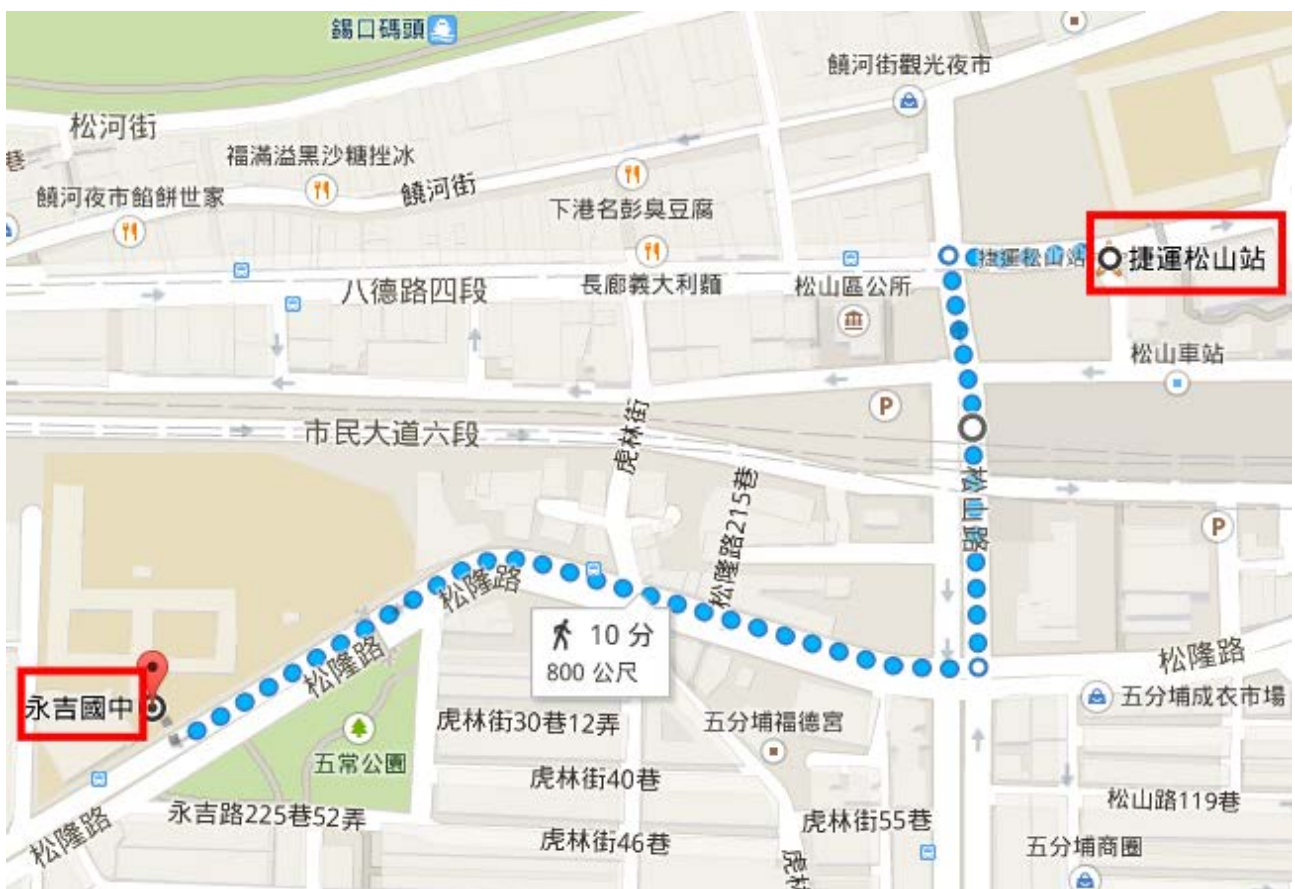 錫口碼頭
饒河街觀光夜市
松河街
巷
福滿溢黑沙糖挫冰
饒河街
饒河夜市餡餅世家
下港名彭臭豆腐
捷運松山站
捷運松山站
長廊義大利麵
松山區公所
八德路四段
松山車站
P
市民大道六段
虎林街
松山路
松隆路215巷
P
松隆路
10 分
800 公尺
松隆路
松隆路
永吉國中
五分埔成衣市場
虎林街30巷12弄
五分埔福德宮
五常公園
虎林街40巷
永吉路225巷52弄
松山路119巷
虎林街55巷
松隆路
虎林街46巷
五分埔商圈
虎林